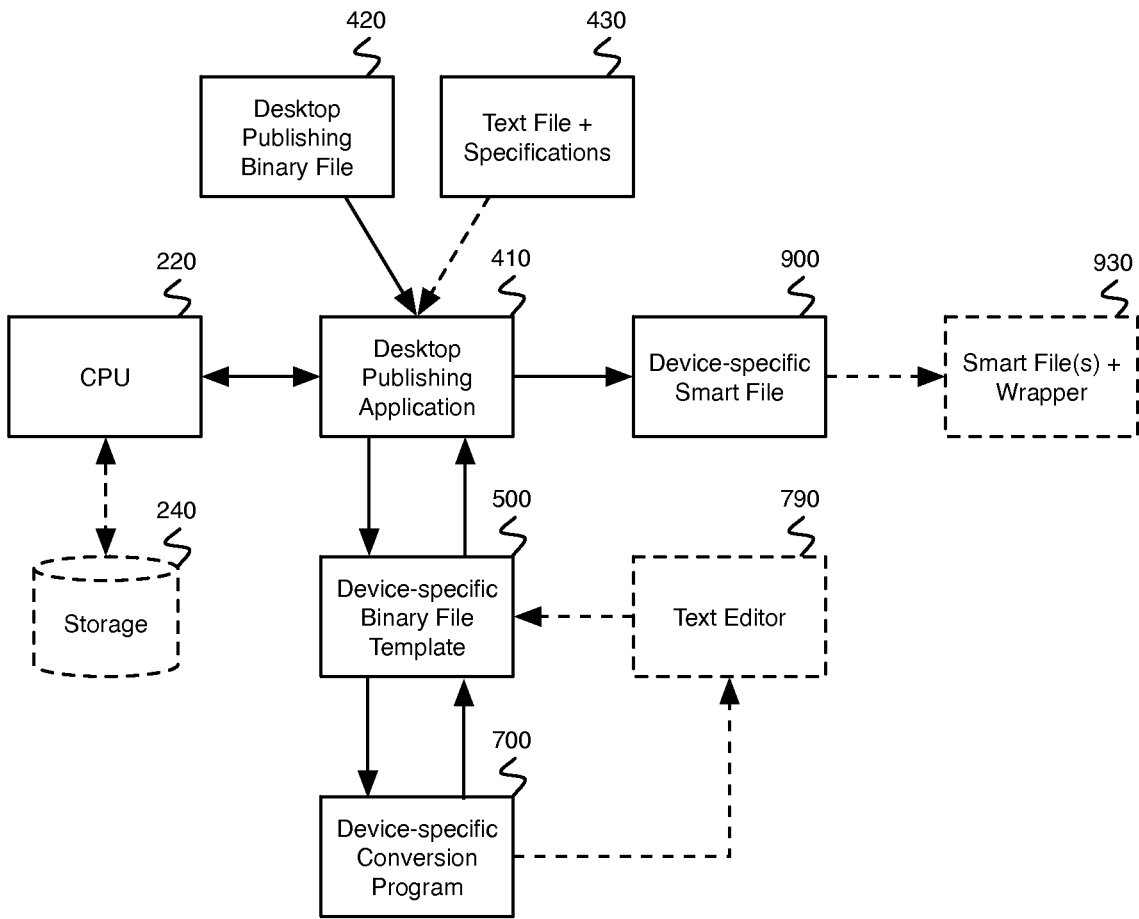 420
430
Desktop
Publishing
Binary File
Text File +
Specifications
220
410
900
930
CPU
Desktop
Publishing
Application
Device-specific
Smart File
Smart File(s) +
Wrapper
240
500
790
Storage
Device-specific
Binary File
Template
Text Editor
700
Device-specific
Conversion
Program